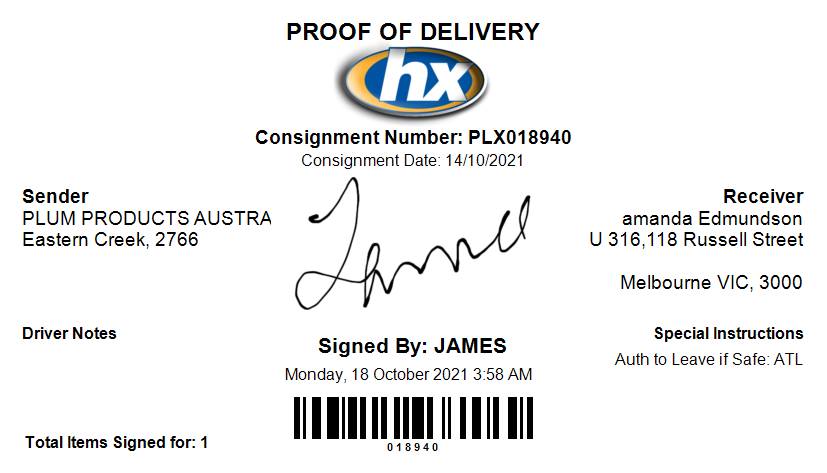 PROOF OF DELIVERY
hx
Consignment Number: PLX018940
Consignment Date: 14/10/2021
Sender
PLUM PRODUCTS AUSTRA
Eastern Creek, 2766
Receiver
amanda Edmundson
U 316,118 Russell Street
Melbourne VIC, 3000
Driver Notes
Signed By: JAMES
Monday, 18 October 2021 3:58 AM
Special Instructions
Auth to Leave if Safe: ATL
018940
Total Items Signed for: 1